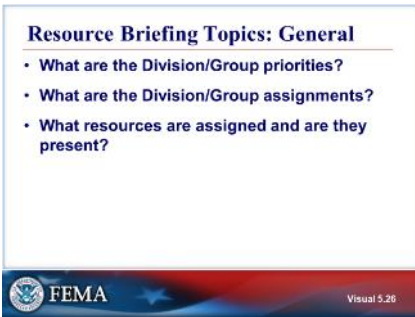 Resource Briefing Topics: General
• What are the Division/Group priorities?
• What are the Division/Group assignments?
• What resources are assigned and are they
present?
FEMA
Visual 5.26